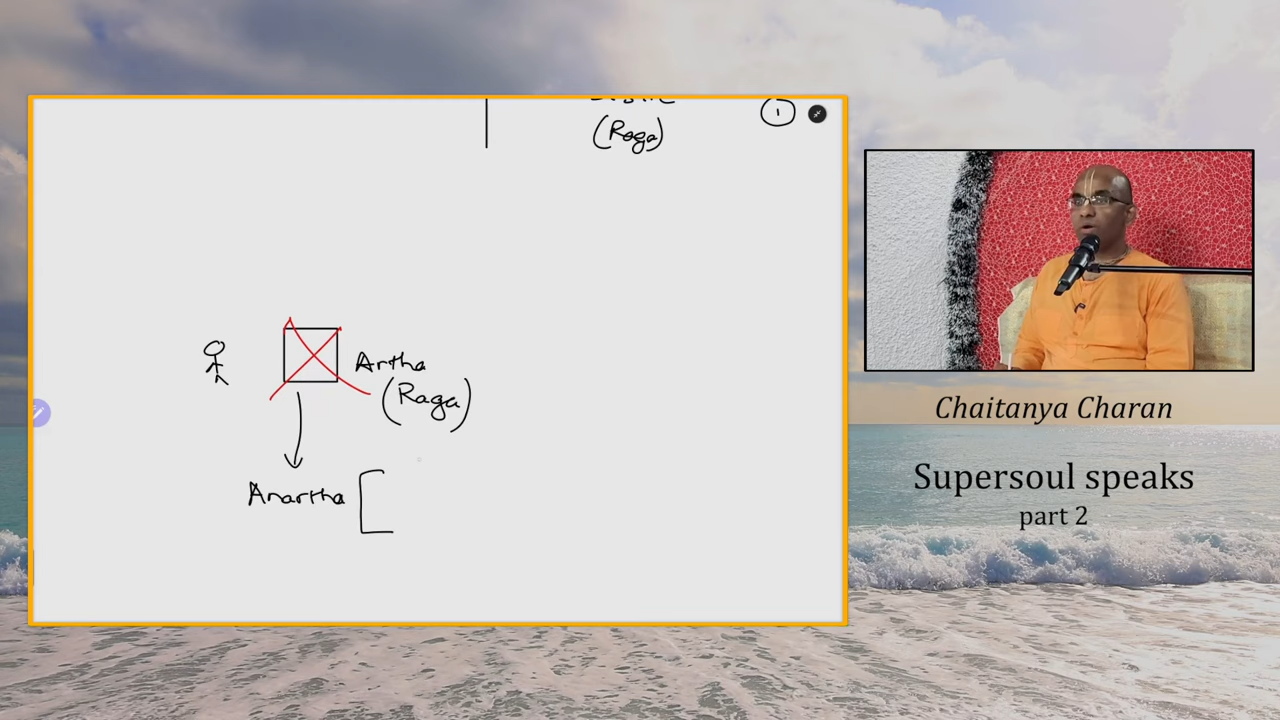 (Raga)
1
Artha
(Raga)
Anartha
Chaitanya Charan
Supersoul speaks
part 2